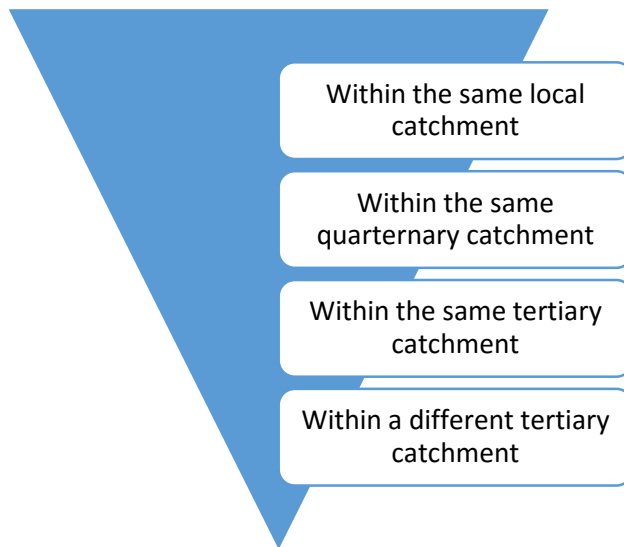 Within the same local
catchment
Within the same
quarternary catchment
Within the same tertiary
catchment
Within a different tertiary
catchment